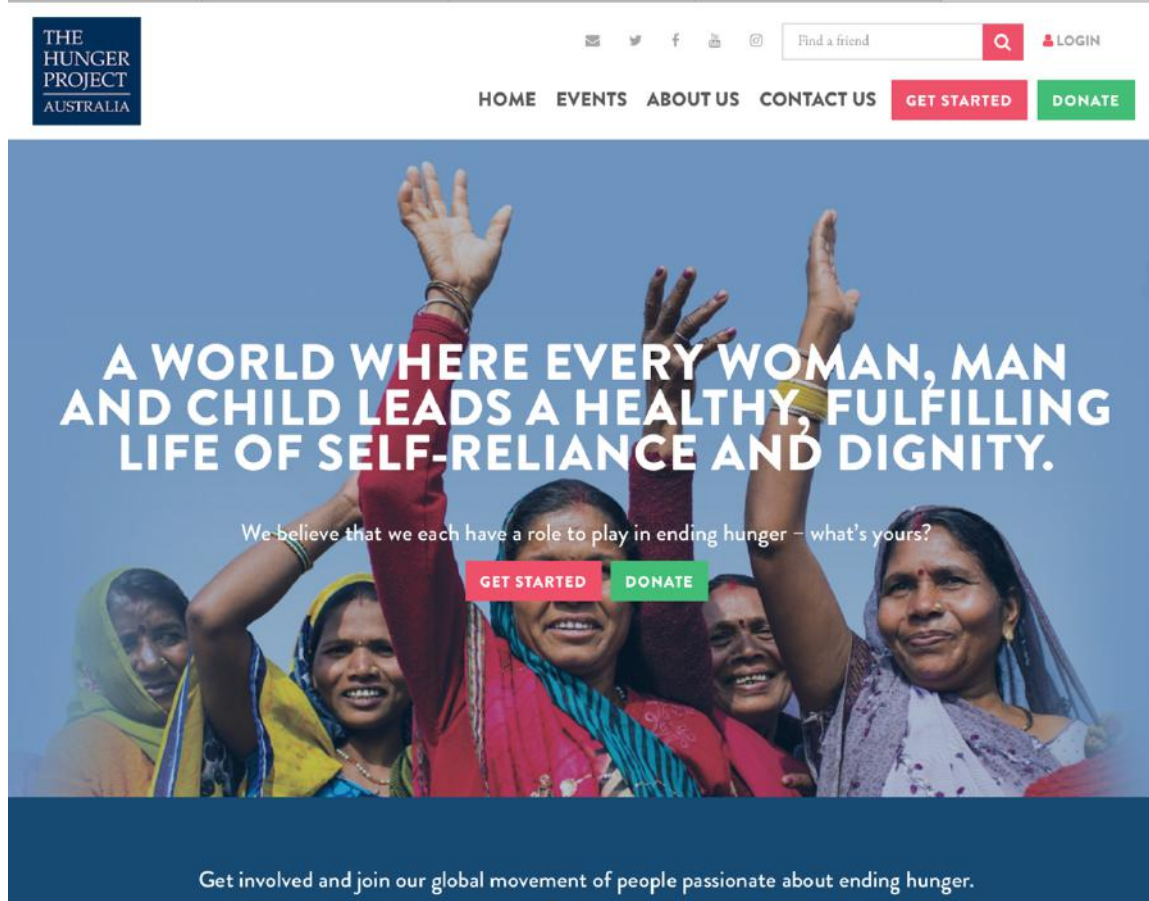 THE
HUNGER
PROJECT
AUSTRALIA
Find a friend
LOGIN
HOME EVENTS ABOUT US CONTACT US GET STARTED DONATE
A WORLD WHERE EVERY WOMAN, MAN
AND CHILD LEADS A HEALTHY, FULFILLING
LIFE OF SELF-RELIANCE AND DIGNITY.
We believe that we each have a role to play in ending hunger – what's yours?
GET STARTED DONATE
Get involved and join our global movement of people passionate about ending hunger.